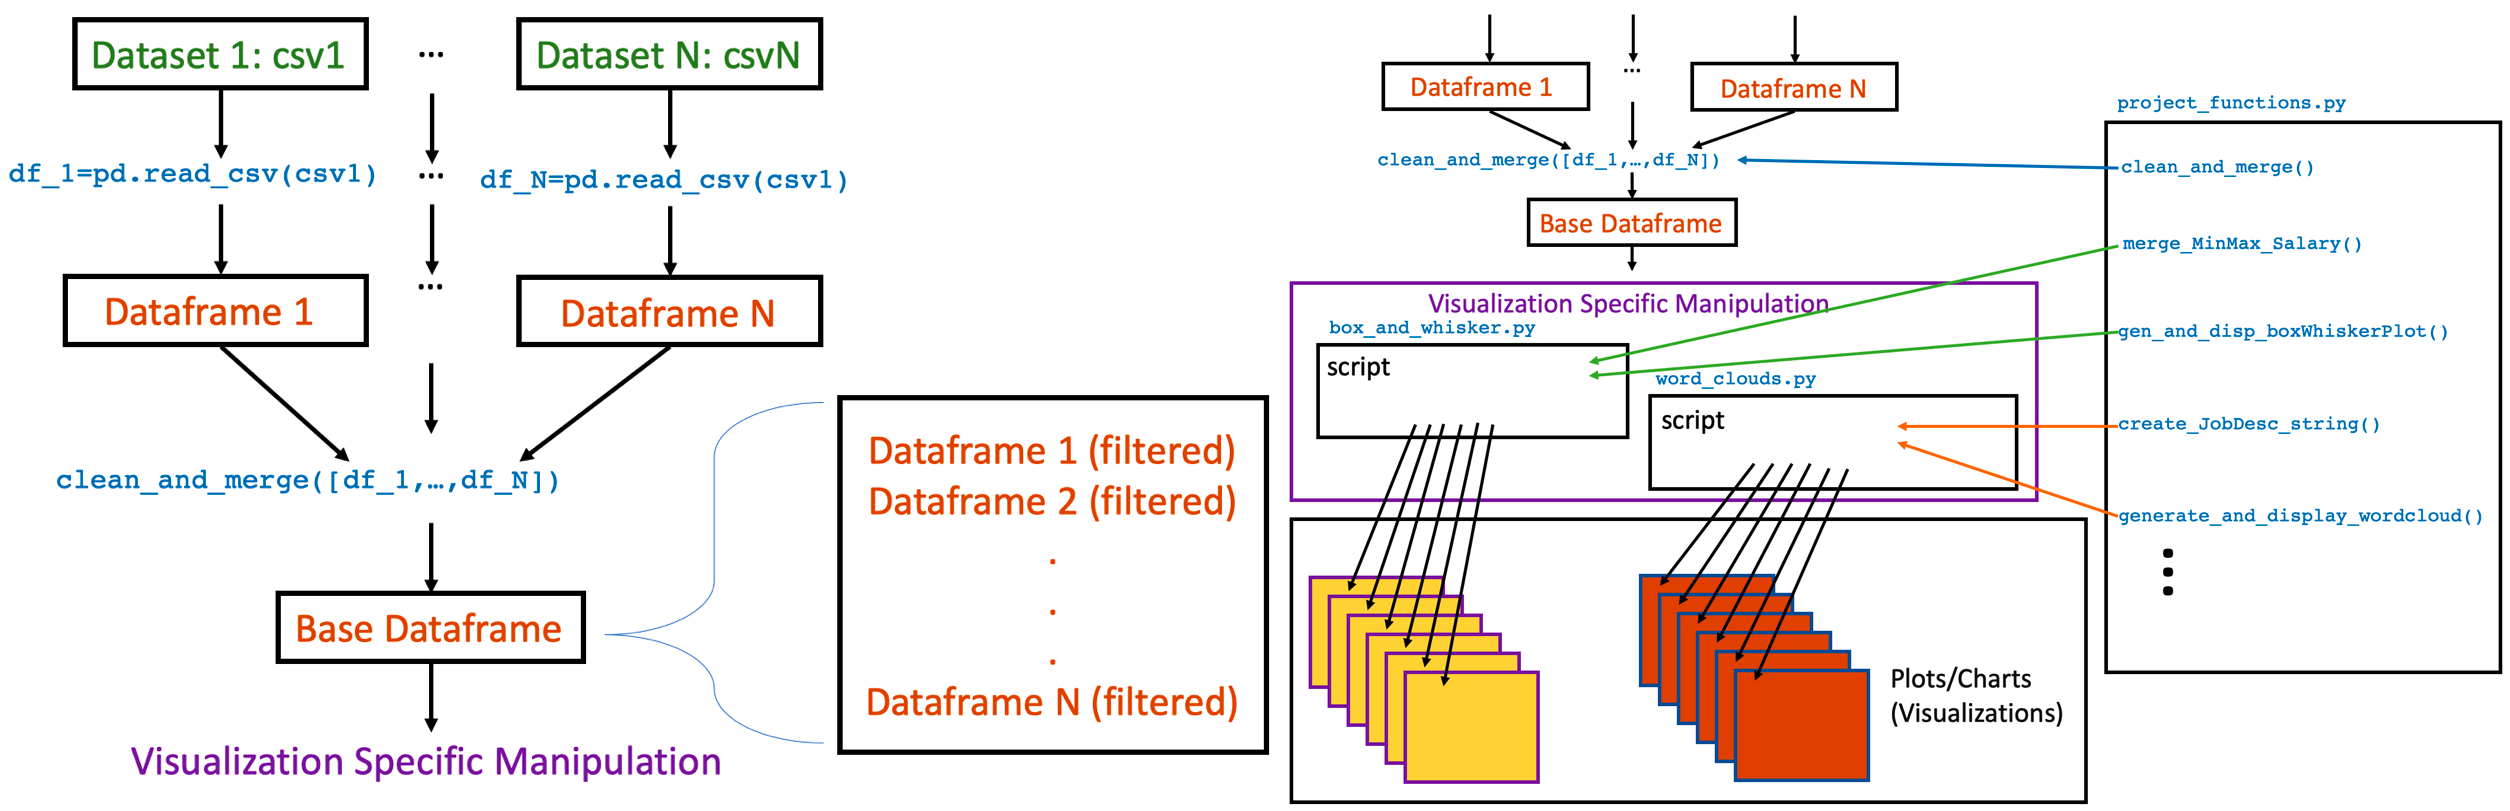 Dataset 1: csv1
...
Dataset N: csvN
df_1=pd.read_csv(csv1)
...
df_N=pd.read_csv(csv1)
Dataframe 1
...
Dataframe N
clean_and_merge([df_1,…,df_N])
Base Dataframe
Visualization Specific Manipulation
Dataframe 1 (filtered)
Dataframe 2 (filtered)
.
.
.
Dataframe N (filtered)
Dataframe 1
...
Dataframe N
clean_and_merge([df_1,…,df_N])
Base Dataframe
Visualization Specific Manipulation
box_and_whisker.py
script
word_clouds.py
script
Plots/Charts
(Visualizations)
project_functions.py
clean_and_merge()
merge_MinMax_Salary()
gen_and_disp_boxWhiskerPlot()
create_JobDesc_string()
generate_and_display_wordcloud()
⋮